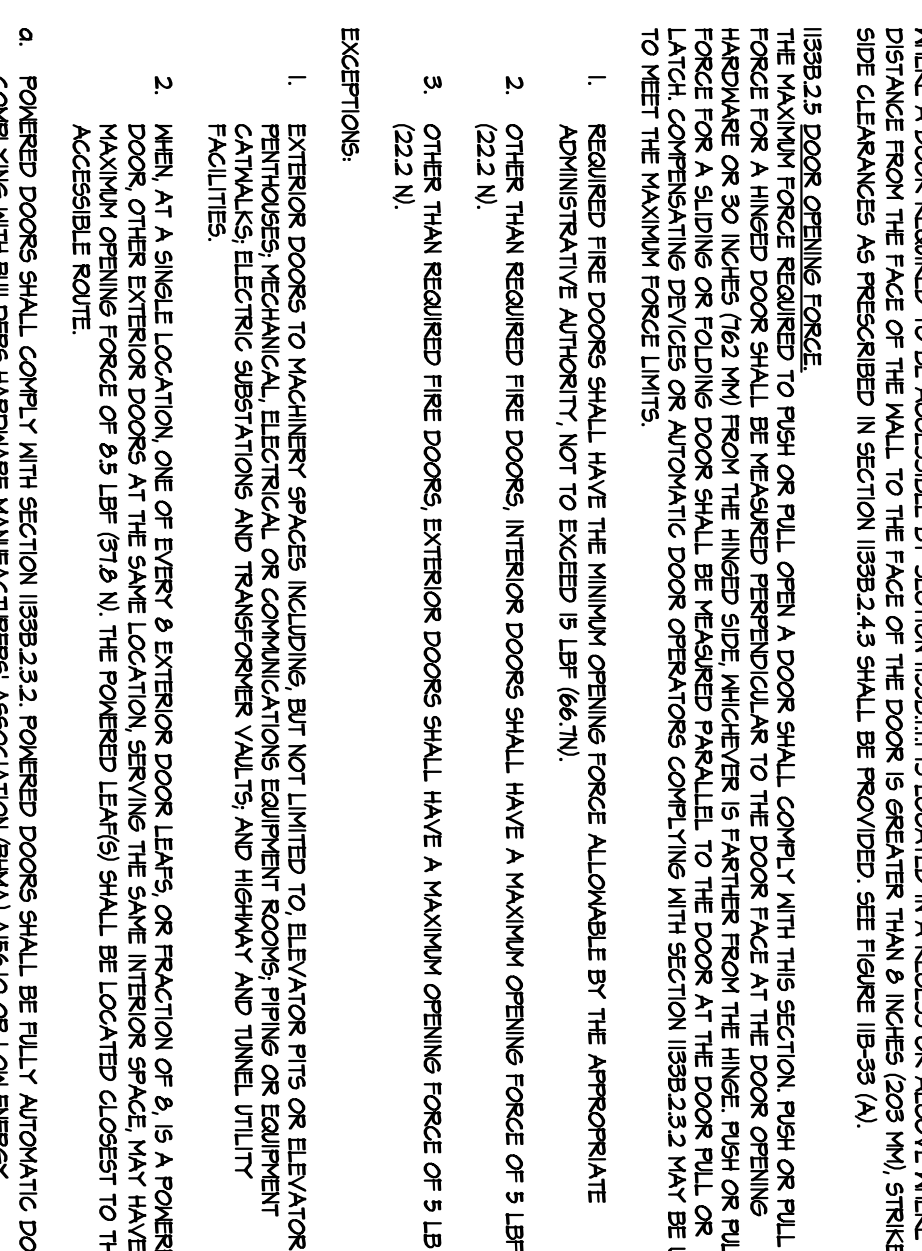 DISTANCE FROM THE FACE OF THE WALL TO THE FACE OF THE DOOR IS GREATER THAN 8 INCHES (203 MM), STRIKE
SIDE CLEARANCES AS PRESCRIBED IN SECTION 1133B.2.4.3 SHALL BE PROVIDED. SEE FIGURE 11B-33 (A).
1133B.2.5 DOOR OPENING FORCE.
THE MAXIMUM FORCE REQUIRED TO PUSH OR PULL OPEN A DOOR SHALL COMPLY WITH THIS SECTION. PUSH OR PULL
FORCE FOR A HINGED DOOR SHALL BE MEASURED PERPENDICULAR TO THE DOOR FACE AT THE DOOR OPENING
HARDWARE OR 30 INCHES (762 MM) FROM THE HINGED SIDE, WHICHEVER IS FARTHER FROM THE HINGE. PUSH OR PUL
FORCE FOR A SLIDING OR FOLDING DOOR SHALL BE MEASURED PARALLEL TO THE DOOR AT THE DOOR PULL OR
LATCH. COMPENSATING DEVICES OR AUTOMATIC DOOR OPERATORS COMPLYING WITH SECTION 1133B.2.3.2 MAY BE
TO MEET THE MAXIMUM FORCE LIMITS.
1. REQUIRED FIRE DOORS SHALL HAVE THE MINIMUM OPENING FORCE ALLOWABLE BY THE APPROPRIATE
ADMINISTRATIVE AUTHORITY, NOT TO EXCEED 15 LBF (66.7N).
2. OTHER THAN REQUIRED FIRE DOORS, INTERIOR DOORS SHALL HAVE A MAXIMUM OPENING FORCE OF 5 LBF
(22.2 N).
3. OTHER THAN REQUIRED FIRE DOORS, EXTERIOR DOORS SHALL HAVE A MAXIMUM OPENING FORCE OF 5 LB
(22.2 N).
EXCEPTIONS:
1. EXTERIOR DOORS TO MACHINERY SPACES INCLUDING, BUT NOT LIMITED TO, ELEVATOR PITS OR ELEVATOR
PENTHOUSES; MECHANICAL, ELECTRICAL OR COMMUNICATIONS EQUIPMENT ROOMS; PIPING OR EQUIPMENT
CATWALKS; ELECTRIC SUBSTATIONS AND TRANSFORMER VAULTS; AND HIGHWAY AND TUNNEL UTILITY
FACILITIES.
2. WHEN, AT A SINGLE LOCATION, ONE OF EVERY 8 EXTERIOR DOOR LEAFS, OR FRACTION OF 8, IS A POWER
DOOR, OTHER EXTERIOR DOORS AT THE SAME LOCATION, SERVING THE SAME INTERIOR SPACE, MAY HAVE
MAXIMUM OPENING FORCE OF 8.5 LBF (37.8 N). THE POWERED LEAF(S) SHALL BE LOCATED CLOSEST TO TH
ACCESSIBLE ROUTE.
a. POWERED DOORS SHALL COMPLY WITH SECTION 1133B.2.3.2. POWERED DOORS SHALL BE FULLY AUTOMATIC DO